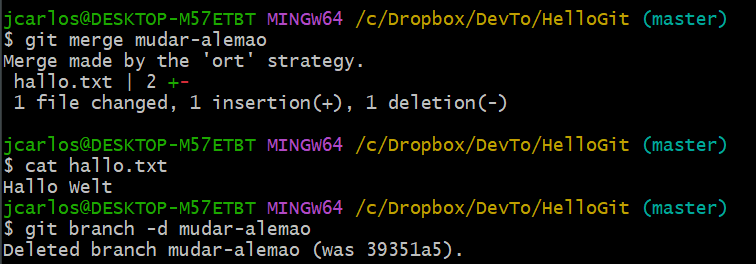 jcarlos@DESKTOP-M57ETBT MINGW64 /c/Dropbox/DevTo/HelloGit (master)
$ git merge mudar-alemao
Merge made by the 'ort' strategy.
 hallo.txt | 2 +-
 1 file changed, 1 insertion(+), 1 deletion(-)
jcarlos@DESKTOP-M57ETBT MINGW64 /c/Dropbox/DevTo/HelloGit (master)
$ cat hallo.txt
Hallo Welt
jcarlos@DESKTOP-M57ETBT MINGW64 /c/Dropbox/DevTo/HelloGit (master)
$ git branch -d mudar-alemao
Deleted branch mudar-alemao (was 39351a5).